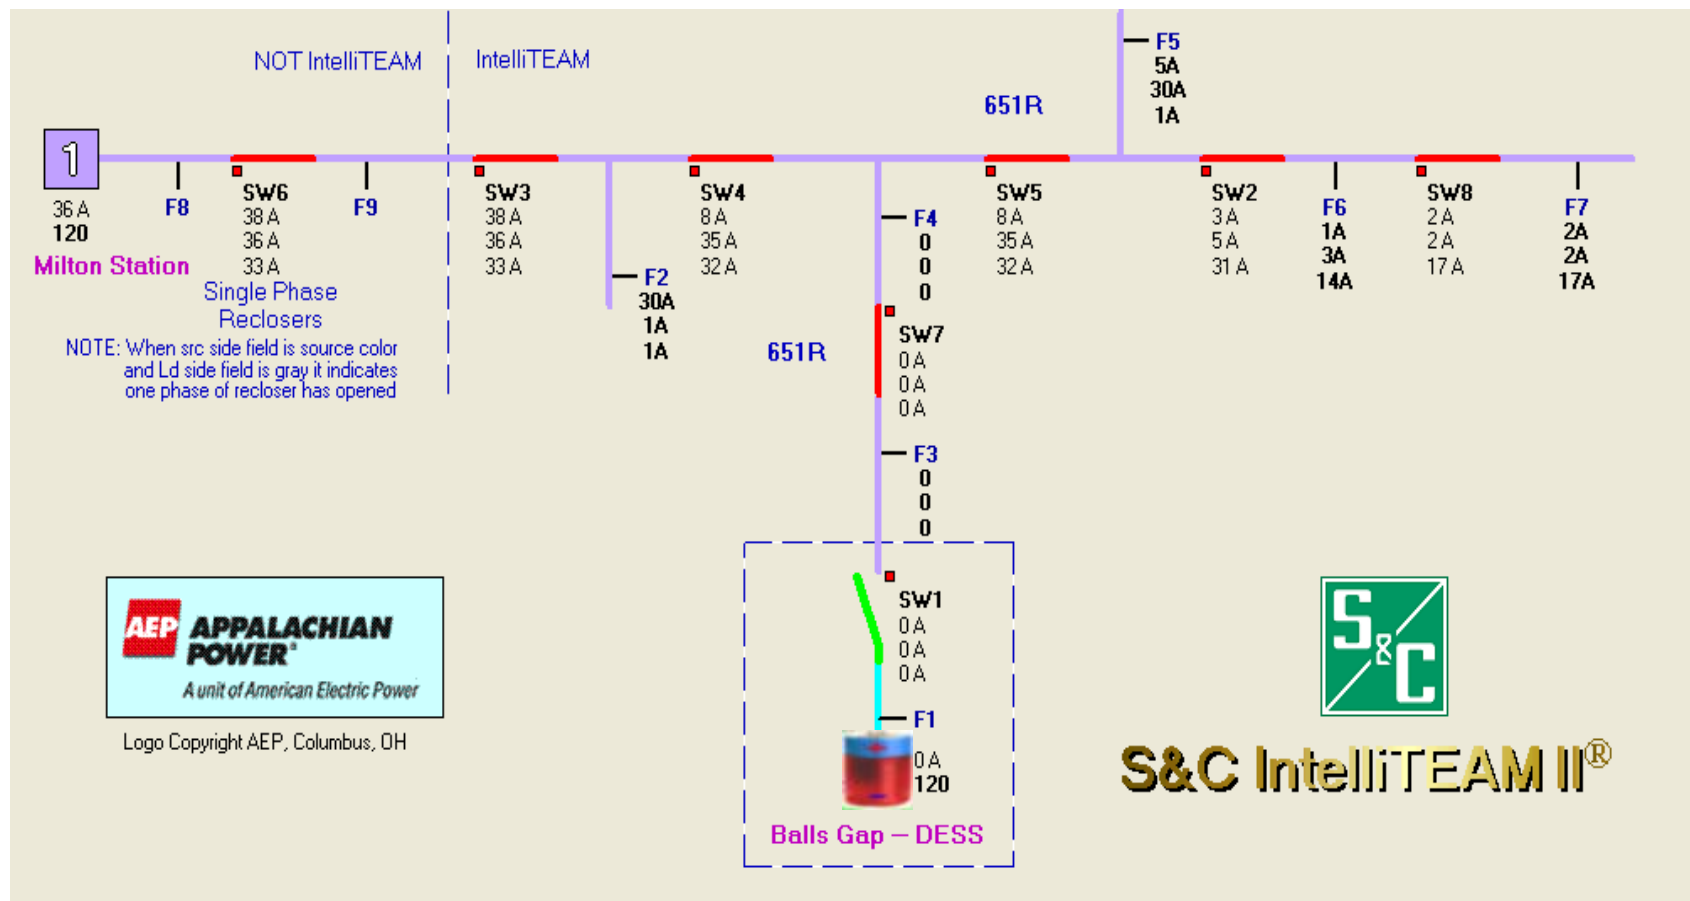 NOT IntelliTEAM
IntelliTEAM
F5
5A
30A
1A
651R
1
36 A
120
Milton Station
F8
SW6
38 A
36 A
33 A
F9
Single Phase
Reclosers
NOTE: When src side field is source color
and Ld side field is gray it indicates
one phase of recloser has opened
SW3
38 A
36 A
33 A
F2
30A
1A
1A
SW4
8 A
35 A
32 A
F4
0
0
0
651R
SW7
0 A
0 A
0 A
F3
0
0
0
SW5
8 A
35 A
32 A
SW2
3 A
5 A
31 A
F6
1A
3A
14A
SW8
2 A
2 A
17 A
F7
2A
2A
17A
SW1
0 A
0 A
0 A
F1
0 A
120
Balls Gap – DESS
AEP APPALACHIAN
POWER®
A unit of American Electric Power
Logo Copyright AEP, Columbus, OH
S&C
S&C IntelliTEAM II®